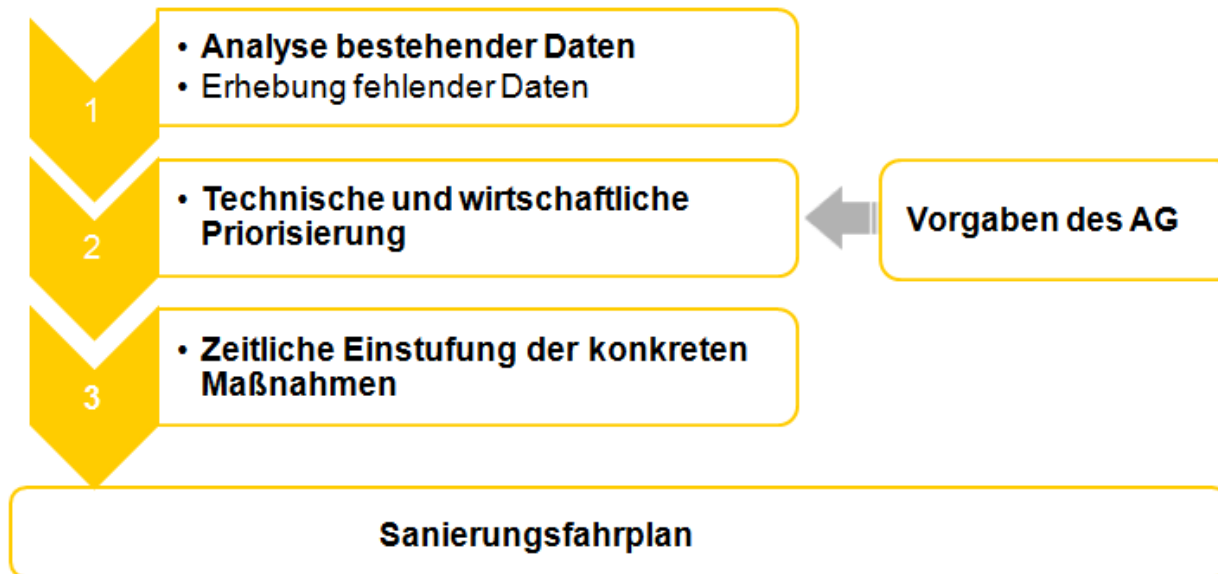 1
• Analyse bestehender Daten
• Erhebung fehlender Daten
2
• Technische und wirtschaftliche
Priorisierung
Vorgaben des AG
3
• Zeitliche Einstufung der konkreten
Maßnahmen
Sanierungsfahrplan